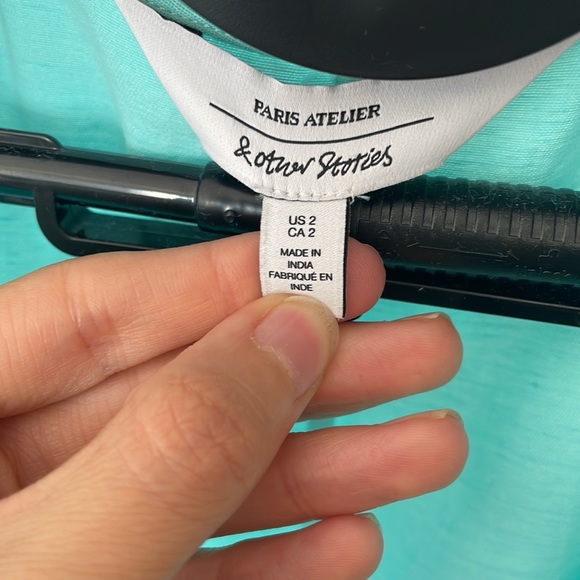 PARIS ATELIER
& other Stories
US 2
CA 2
MADE IN
INDIA
FABRIQUÉ EN
INDE